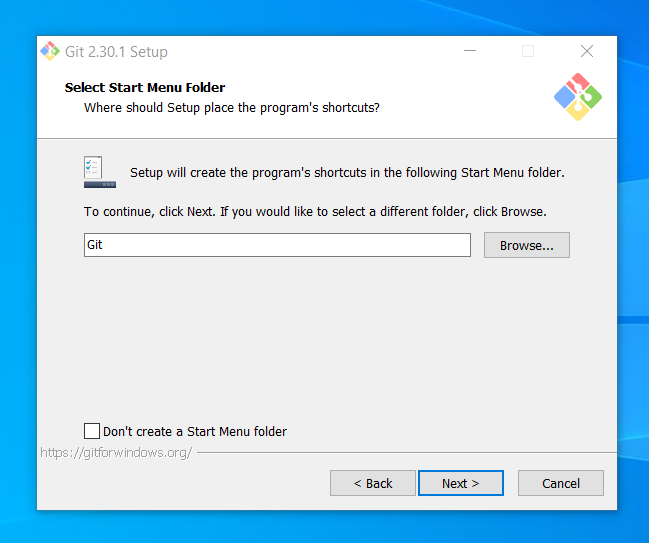 Git 2.30.1 Setup
Select Start Menu Folder
Where should Setup place the program's shortcuts?
Setup will create the program's shortcuts in the following Start Menu folder.
To continue, click Next. If you would like to select a different folder, click Browse.
Git
Browse...
Don't create a Start Menu folder
https://gitforwindows.org/
< Back
Next >
Cancel